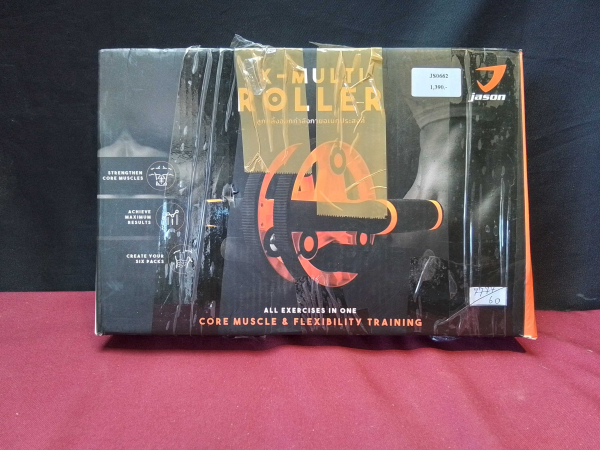 X-MULTI
ROLLER
JS0662
1,390.-
jason
STRENGTHEN
CORE MUSCLES
ACHIEVE
MAXIMUM
RESULTS
CREATE YOUR
SIX PACKS
ALL EXERCISES IN ONE
CORE MUSCLE & FLEXIBILITY TRAINING
60